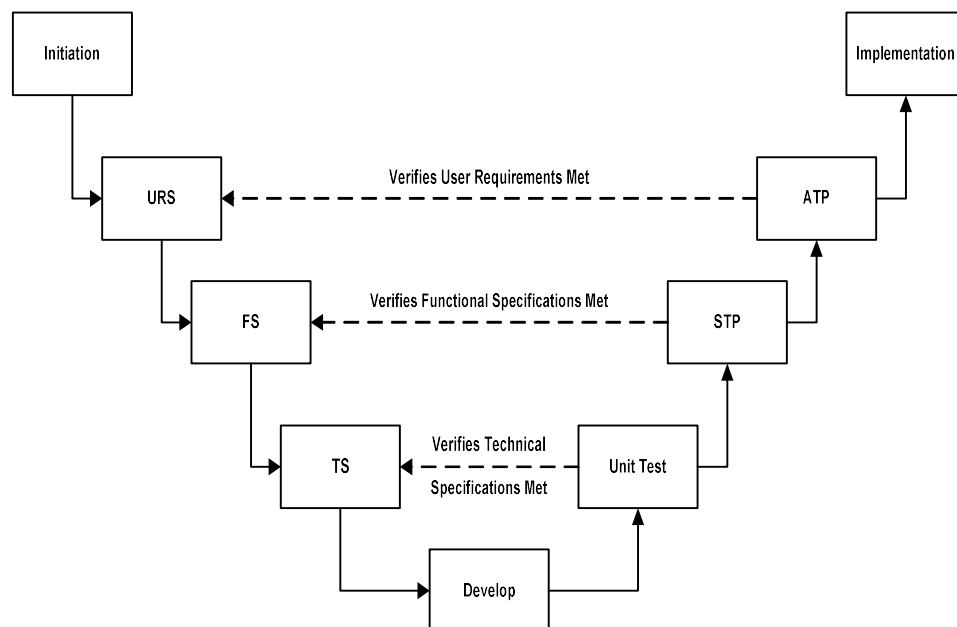 Initiation
Implementation
Verifies User Requirements Met
URS
ATP
Verifies Functional Specifications Met
FS
STP
Verifies Technical
Specifications Met
TS
Unit Test
Develop